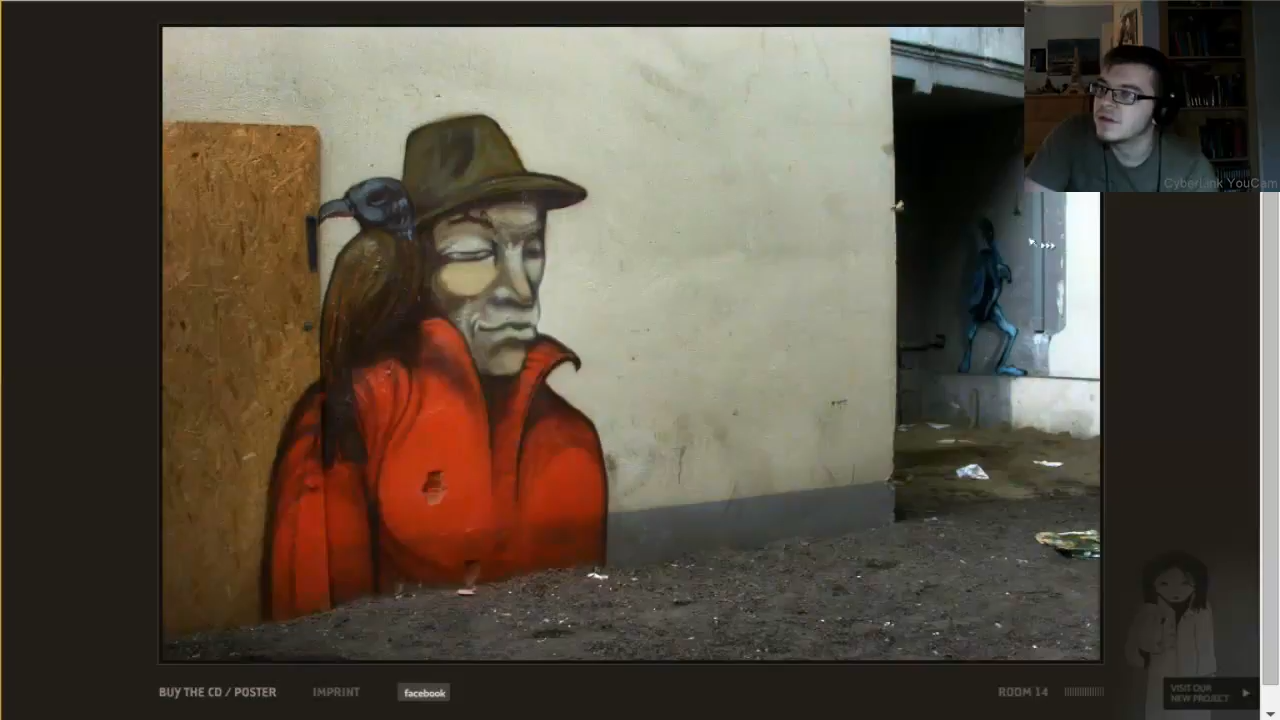 CyberLink YouCam
BUY THE CD / POSTER
IMPRINT
facebook
ROOM 14
VISIT OUR
NEW PROJECT